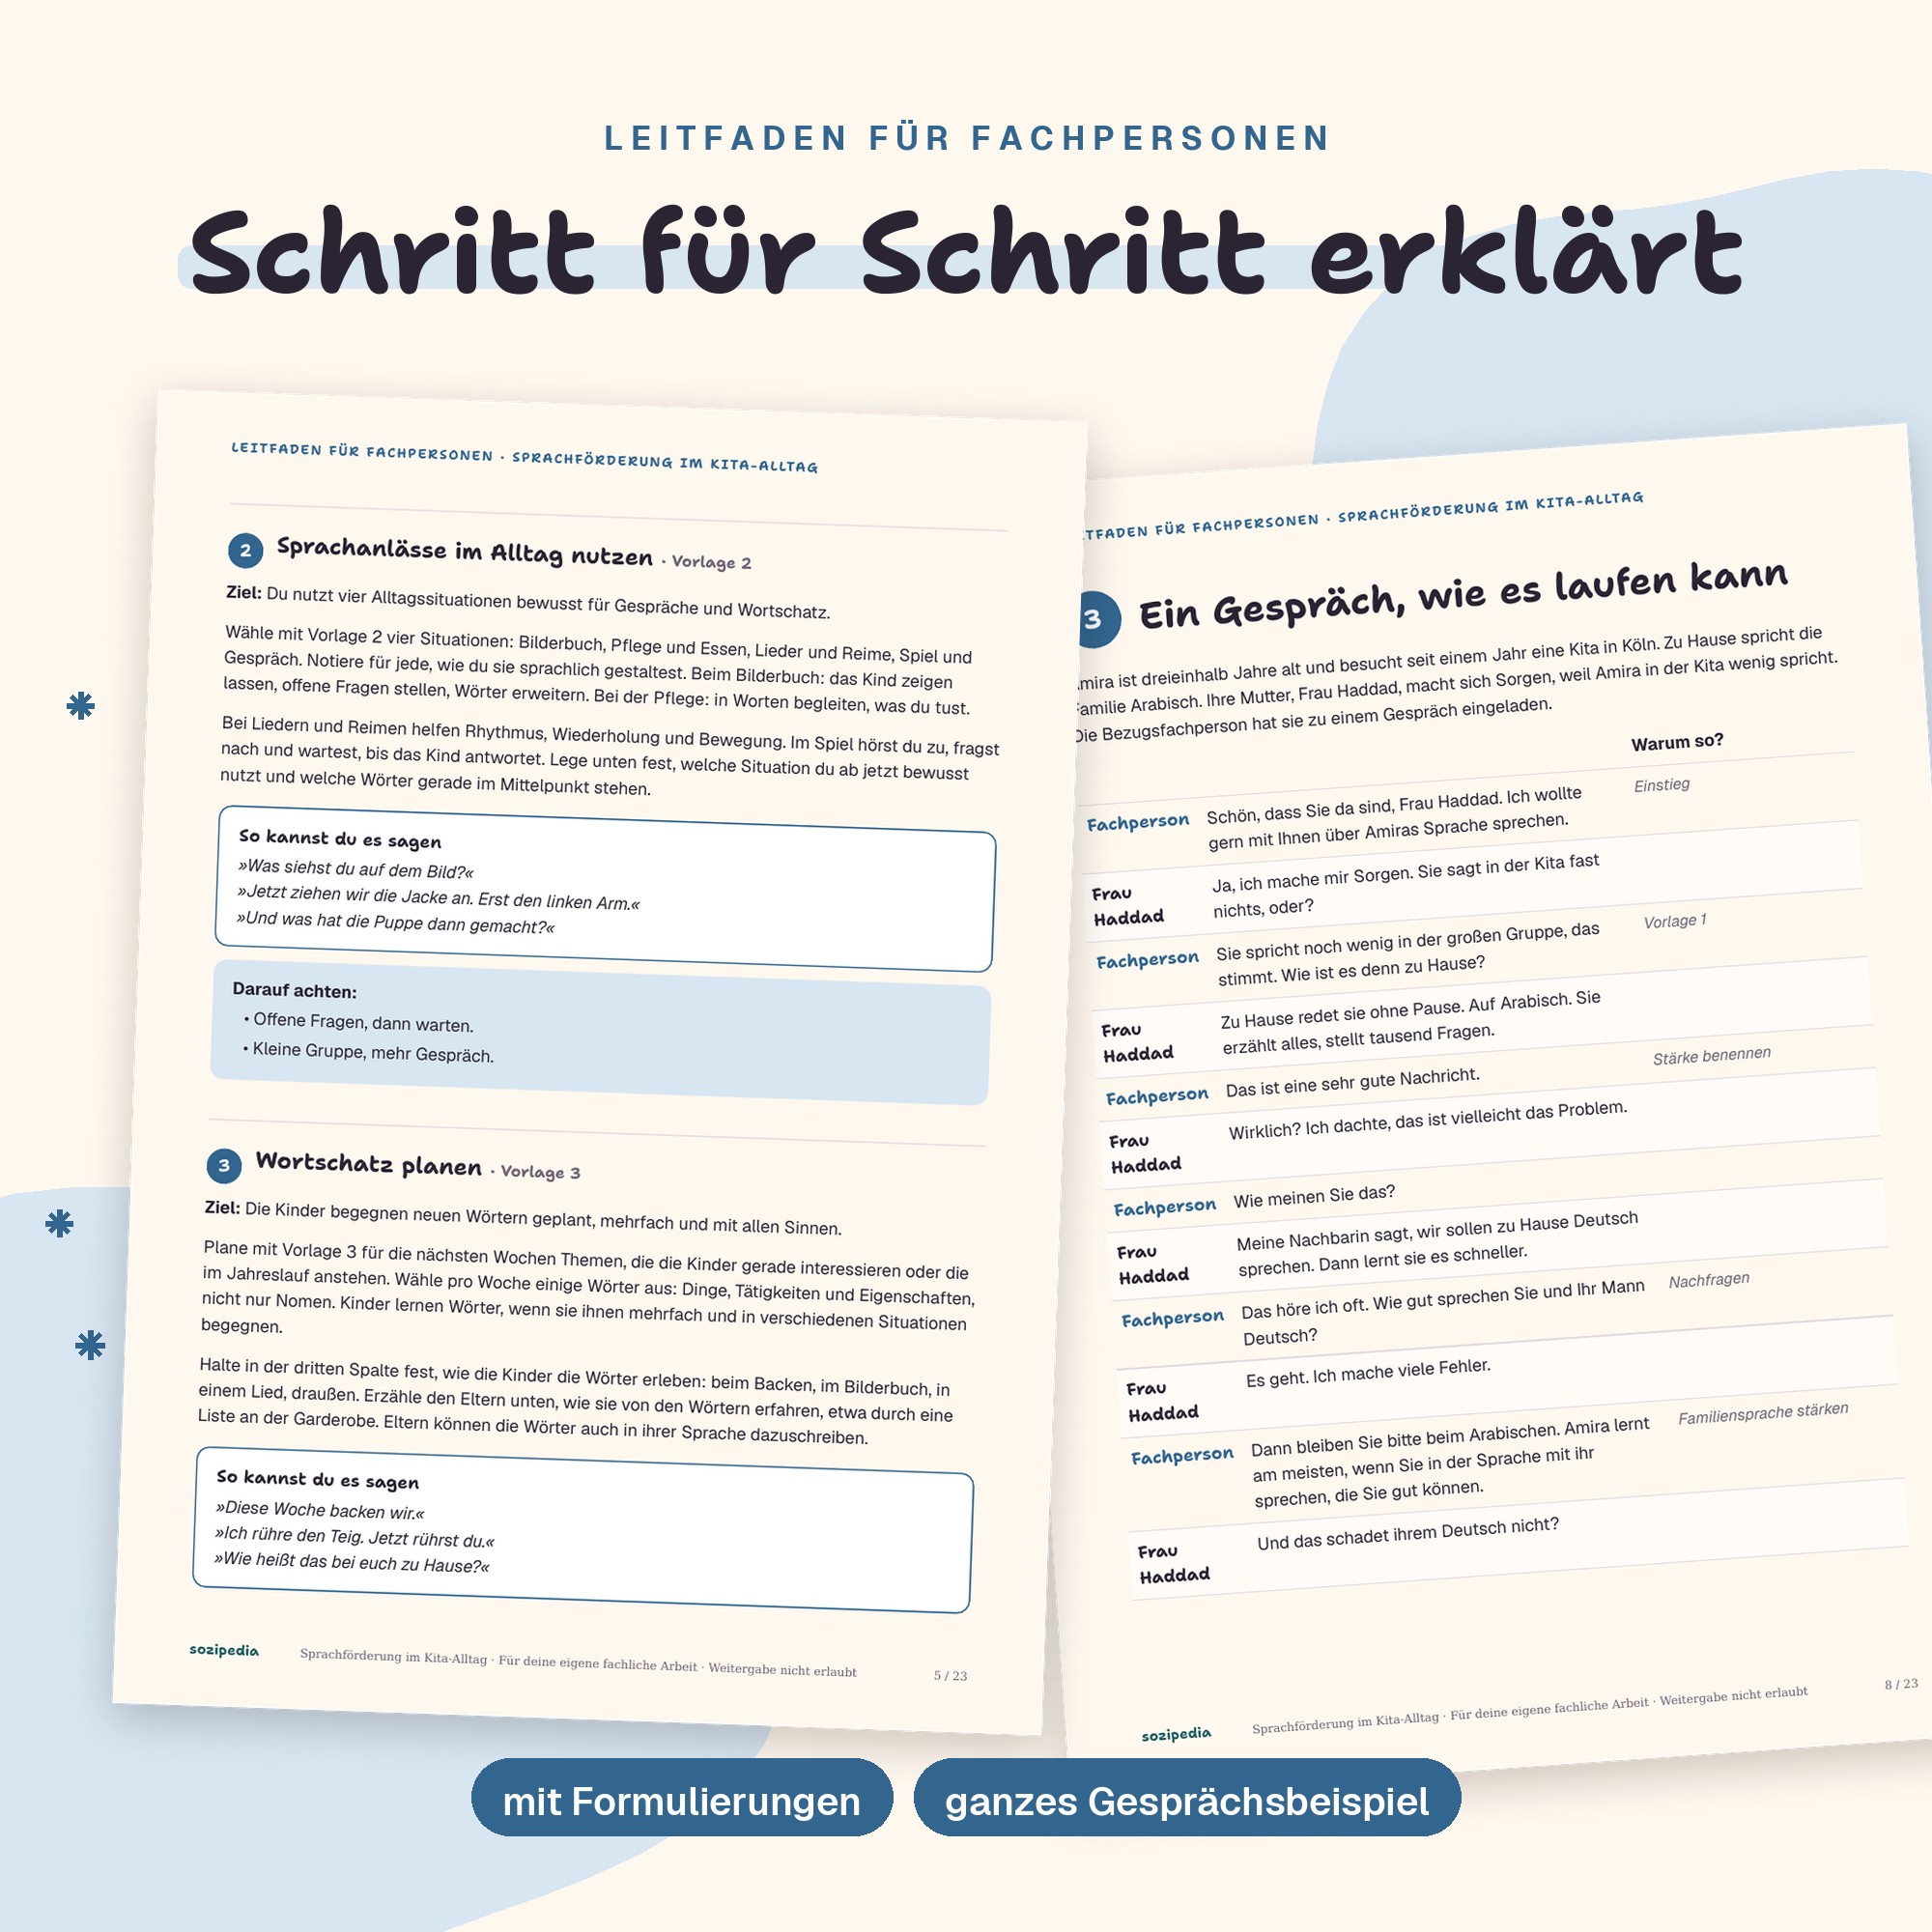 LEITFADEN FÜR FACHPERSONEN
Schritt für Schritt erklärt
LEITFADEN FÜR FACHPERSONEN · SPRACHFÖRDERUNG IM KITA-ALLTAG
2 Sprachanlässe im Alltag nutzen · Vorlage 2
Ziel: Du nutzt vier Alltagssituationen bewusst für Gespräche und Wortschatz.
Wähle mit Vorlage 2 vier Situationen: Bilderbuch, Pflege und Essen, Lieder und Reime, Spiel und
Gespräch. Notiere für jede, wie du sie sprachlich gestaltest. Beim Bilderbuch: das Kind zeigen
lassen, offene Fragen stellen, Wörter erweitern. Bei der Pflege: in Worten begleiten, was du tust.
Bei Liedern und Reimen helfen Rhythmus, Wiederholung und Bewegung. Im Spiel hörst du zu, fragst
nach und wartest, bis das Kind antwortet. Lege unten fest, welche Situation du ab jetzt bewusst
nutzt und welche Wörter gerade im Mittelpunkt stehen.
So kannst du es sagen
»Was siehst du auf dem Bild?«
»Jetzt ziehen wir die Jacke an. Erst den linken Arm.«
»Und was hat die Puppe dann gemacht?«
Darauf achten:
• Offene Fragen, dann warten.
• Kleine Gruppe, mehr Gespräch.
3 Wortschatz planen · Vorlage 3
Ziel: Die Kinder begegnen neuen Wörtern geplant, mehrfach und mit allen Sinnen.
Plane mit Vorlage 3 für die nächsten Wochen Themen, die die Kinder gerade interessieren oder die
im Jahreslauf anstehen. Wähle pro Woche einige Wörter aus: Dinge, Tätigkeiten und Eigenschaften,
nicht nur Nomen. Kinder lernen Wörter, wenn sie ihnen mehrfach und in verschiedenen Situationen
begegnen.
Halte in der dritten Spalte fest, wie die Kinder die Wörter erleben: beim Backen, im Bilderbuch, in
einem Lied, draußen. Erzähle den Eltern unten, wie sie von den Wörtern erfahren, etwa durch eine
Liste an der Garderobe. Eltern können die Wörter auch in ihrer Sprache dazuschreiben.
So kannst du es sagen
»Diese Woche backen wir.«
»Ich rühre den Teig. Jetzt rührst du.«
»Wie heißt das bei euch zu Hause?«
sozipedia Sprachförderung im Kita-Alltag · Für deine eigene fachliche Arbeit · Weitergabe nicht erlaubt 5 / 23
FÜR FACHPERSONEN · SPRACHFÖRDERUNG IM KITA-ALLTAG
3 Ein Gespräch, wie es laufen kann
ist dreieinhalb Jahre alt und besucht seit einem Jahr eine Kita in Köln. Zu Hause spricht die
Familie Arabisch. Ihre Mutter, Frau Haddad, macht sich Sorgen, weil Amira in der Kita wenig spricht.
Die Bezugsfachperson hat sie zu einem Gespräch eingeladen.
Warum so?
Fachperson Schön, dass Sie da sind, Frau Haddad. Ich wollte Einstieg
gern mit Ihnen über Amiras Sprache sprechen.
Frau Ja, ich mache mir Sorgen. Sie sagt in der Kita fast
Haddad nichts, oder?
Fachperson Sie spricht noch wenig in der großen Gruppe, das Vorlage 1
stimmt. Wie ist es denn zu Hause?
Frau Zu Hause redet sie ohne Pause. Auf Arabisch. Sie
Haddad erzählt alles, stellt tausend Fragen.
Fachperson Das ist eine sehr gute Nachricht. Stärke benennen
Frau Wirklich? Ich dachte, das ist vielleicht das Problem.
Haddad
Fachperson Wie meinen Sie das?
Frau Meine Nachbarin sagt, wir sollen zu Hause Deutsch
Haddad sprechen. Dann lernt sie es schneller.
Fachperson Das höre ich oft. Wie gut sprechen Sie und Ihr Mann Nachfragen
Deutsch?
Frau Es geht. Ich mache viele Fehler.
Haddad
Fachperson Dann bleiben Sie bitte beim Arabischen. Amira lernt Familiensprache stärken
am meisten, wenn Sie in der Sprache mit ihr
sprechen, die Sie gut können.
Frau Und das schadet ihrem Deutsch nicht?
Haddad
sozipedia Sprachförderung im Kita-Alltag · Für deine eigene fachliche Arbeit · Weitergabe nicht erlaubt 8 / 23
mit Formulierungen
ganzes Gesprächsbeispiel